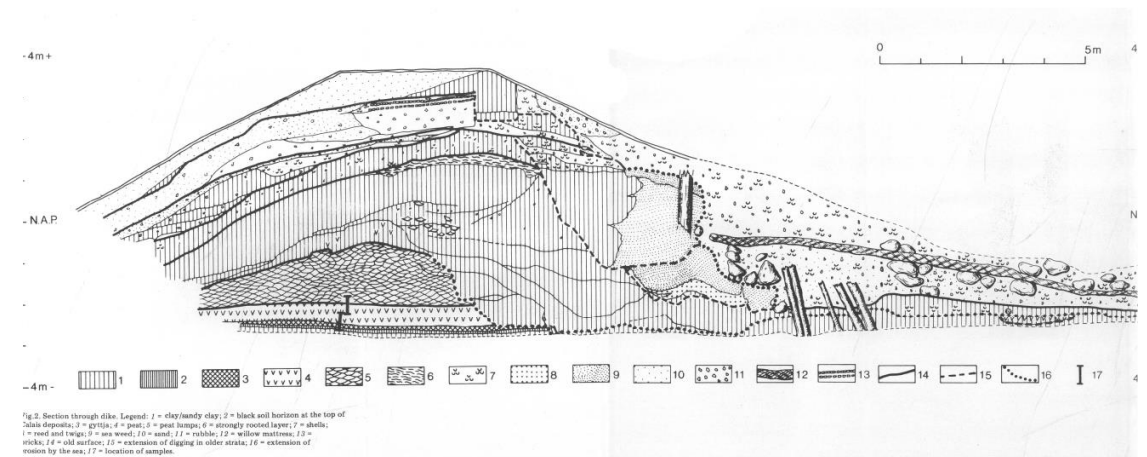 -4m+
0 5m
4
-N.A.P.
N
-4m-
1 2 3 4 5 6 7 8 9 10 11 12 13 14 15 16 17
4
Fig.2. Section through dike. Legend: 1 = clay/sandy clay; 2 = black soil horizon at the top of
Calais deposits; 3 = gyttja; 4 = peat; 5 = peat lumps; 6 = strongly rooted layer; 7 = shells;
= reed and twigs; 9 = sea weed; 10 = sand; 11 = rubble; 12 = willow mattress; 13 =
bricks; 14 = old surface; 15 = extension of digging in older strata; 16 = extension of
erosion by the sea; 17 = location of samples.